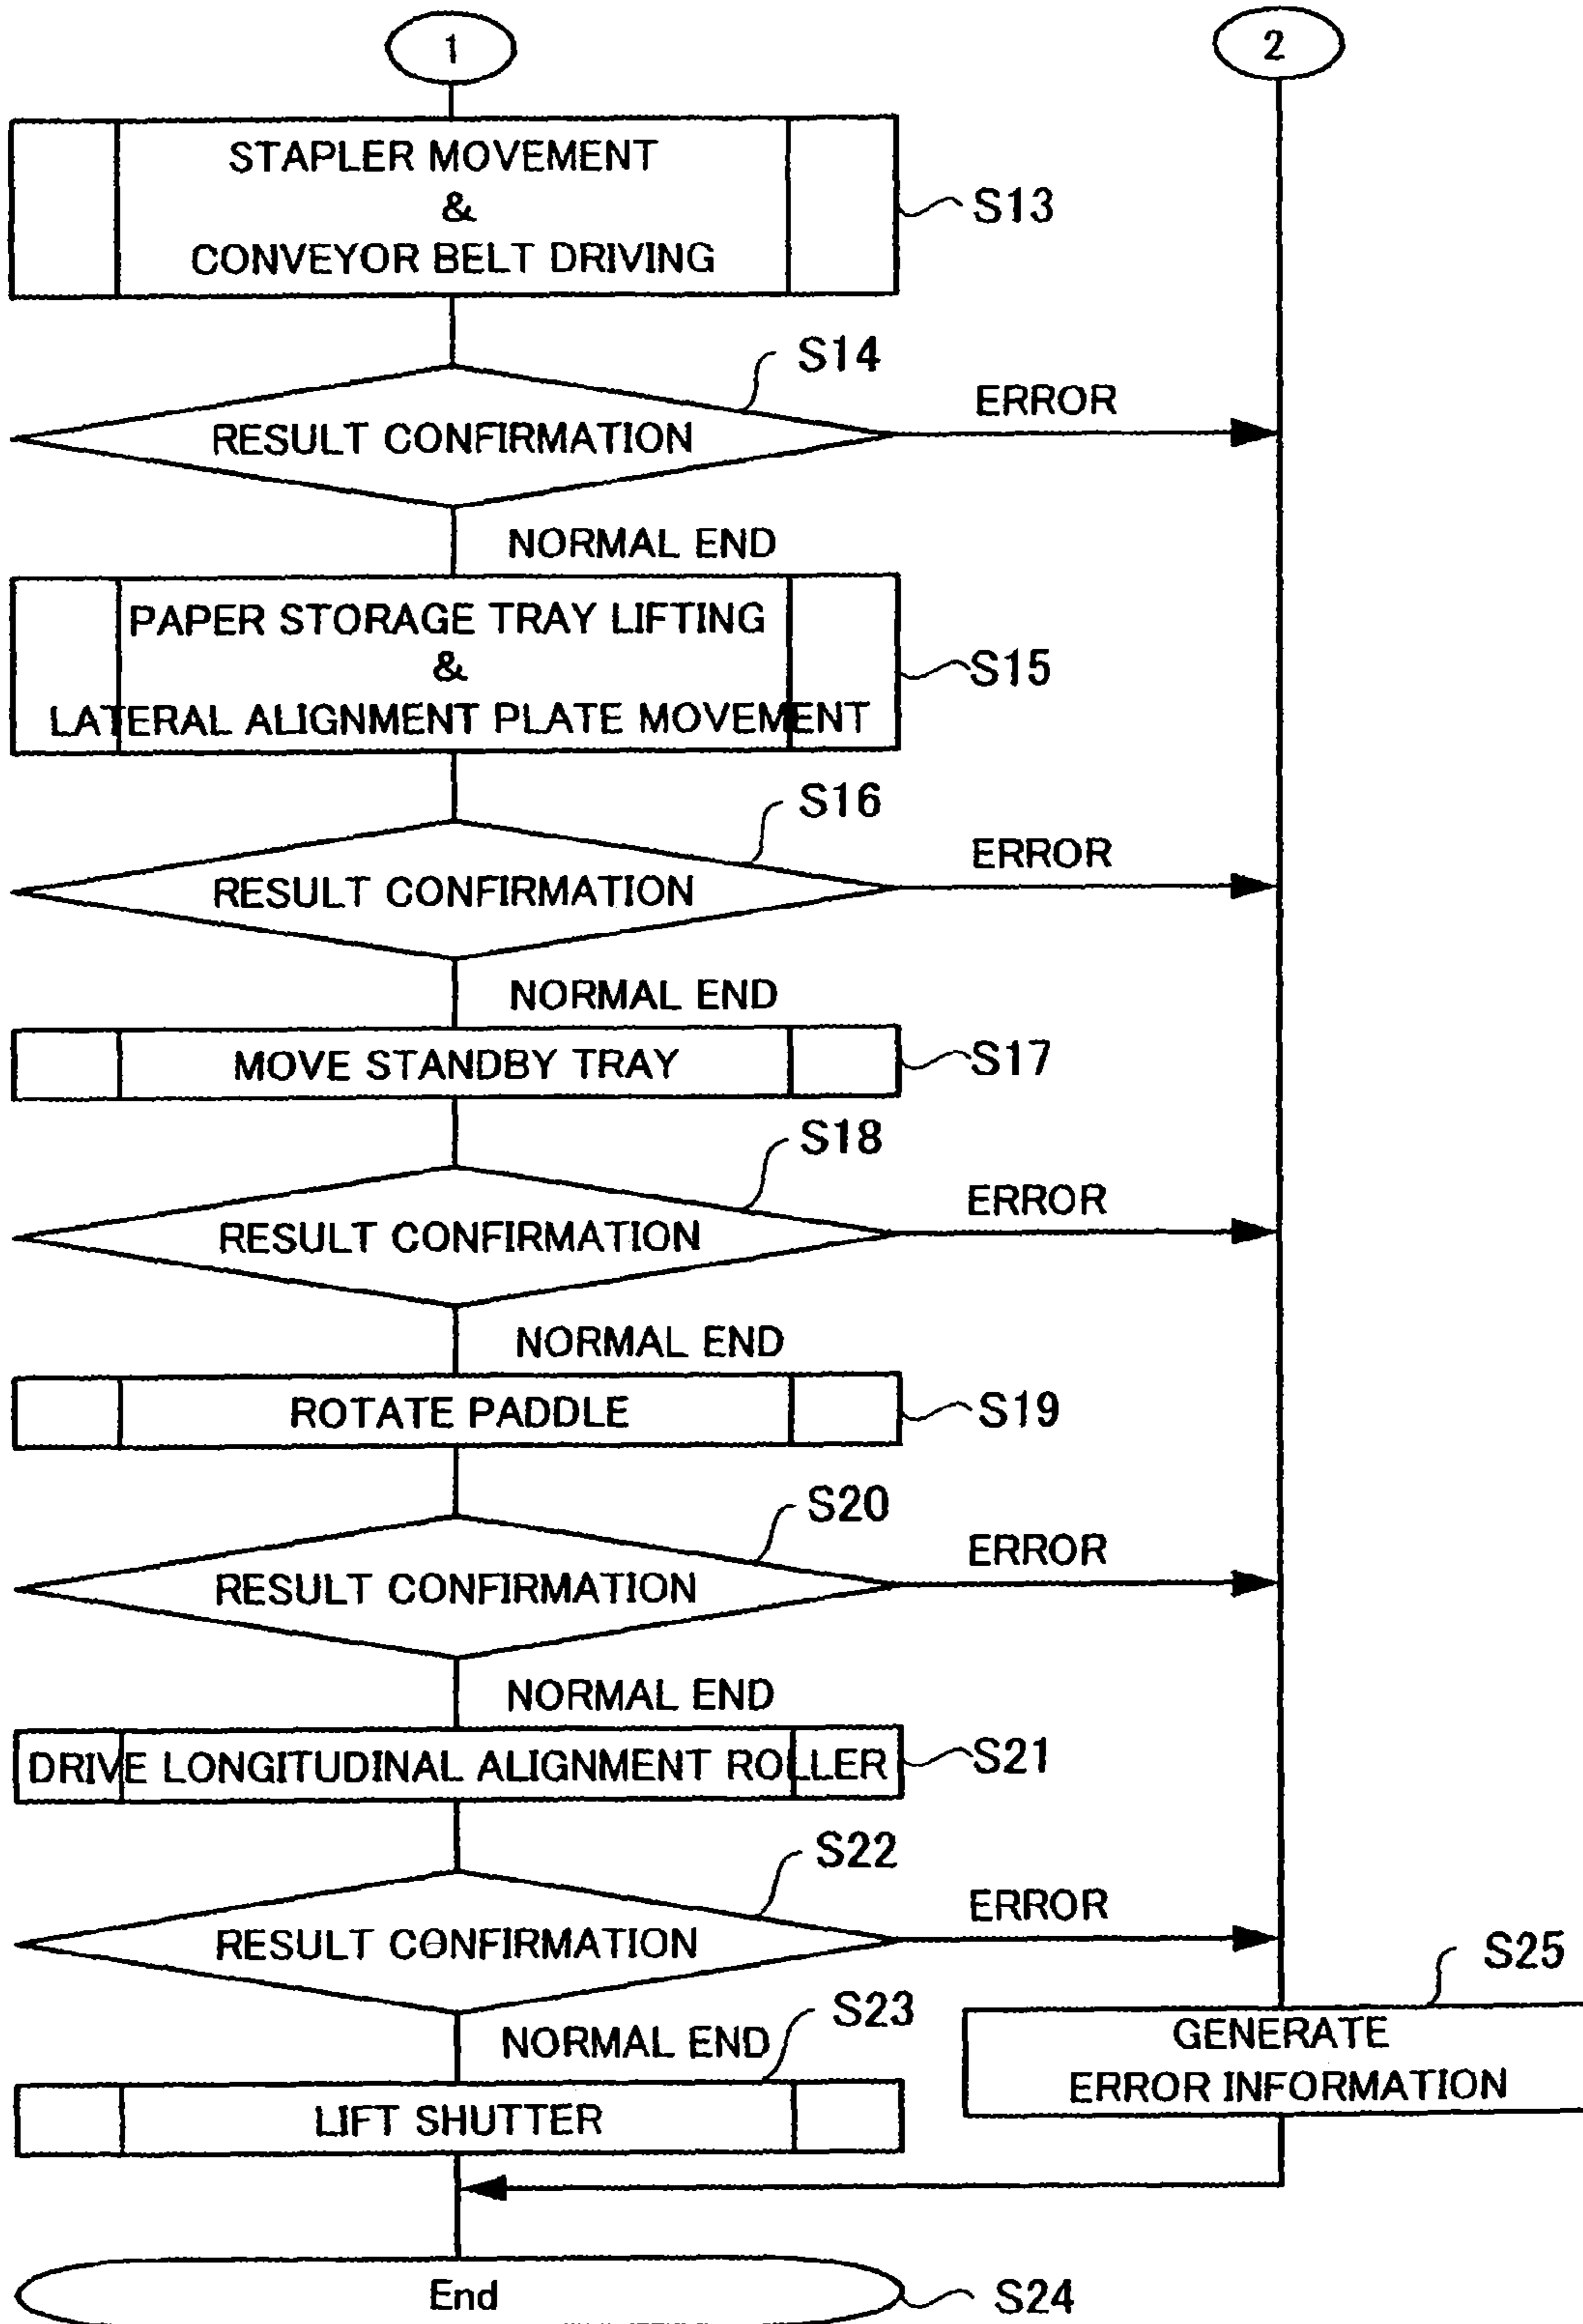 1
2
STAPLER MOVEMENT
&
CONVEYOR BELT DRIVING
S13
S14
ERROR
RESULT CONFIRMATION
NORMAL END
PAPER STORAGE TRAY LIFTING
&
LATERAL ALIGNMENT PLATE MOVEMENT
S15
S16
ERROR
RESULT CONFIRMATION
NORMAL END
MOVE STANDBY TRAY
S17
S18
ERROR
RESULT CONFIRMATION
NORMAL END
ROTATE PADDLE
S19
S20
ERROR
RESULT CONFIRMATION
NORMAL END
DRIVE LONGITUDINAL ALIGNMENT ROLLER
S21
S22
ERROR
RESULT CONFIRMATION
S25
S23
NORMAL END
GENERATE
ERROR INFORMATION
LIFT SHUTTER
End
S24